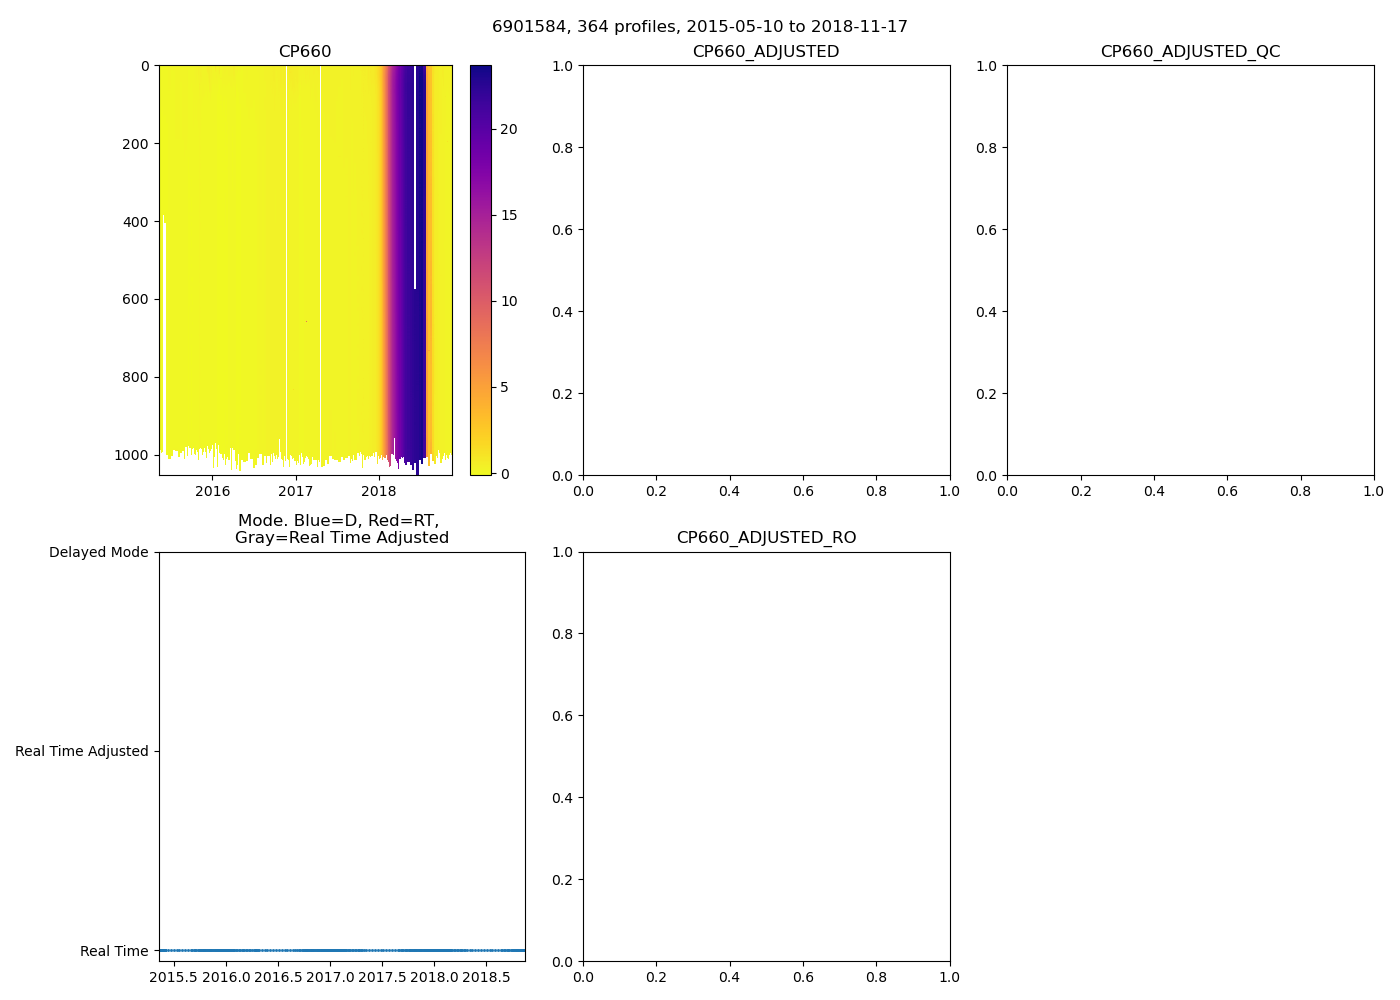 6901584, 364 profiles, 2015-05-10 to 2018-11-17
CP660
0
200
400
600
800
1000
2016 2017 2018
20
15
10
5
0
CP660_ADJUSTED
1.0
0.8
0.6
0.4
0.2
0.0
0.0 0.2 0.4 0.6 0.8 1.0
CP660_ADJUSTED_QC
1.0
0.8
0.6
0.4
0.2
0.0
0.0 0.2 0.4 0.6 0.8 1.0
Mode. Blue=D, Red=RT,
Gray=Real Time Adjusted
Delayed Mode
Real Time Adjusted
Real Time
2015.5 2016.0 2016.5 2017.0 2017.5 2018.0 2018.5
CP660_ADJUSTED_RO
1.0
0.8
0.6
0.4
0.2
0.0
0.0 0.2 0.4 0.6 0.8 1.0